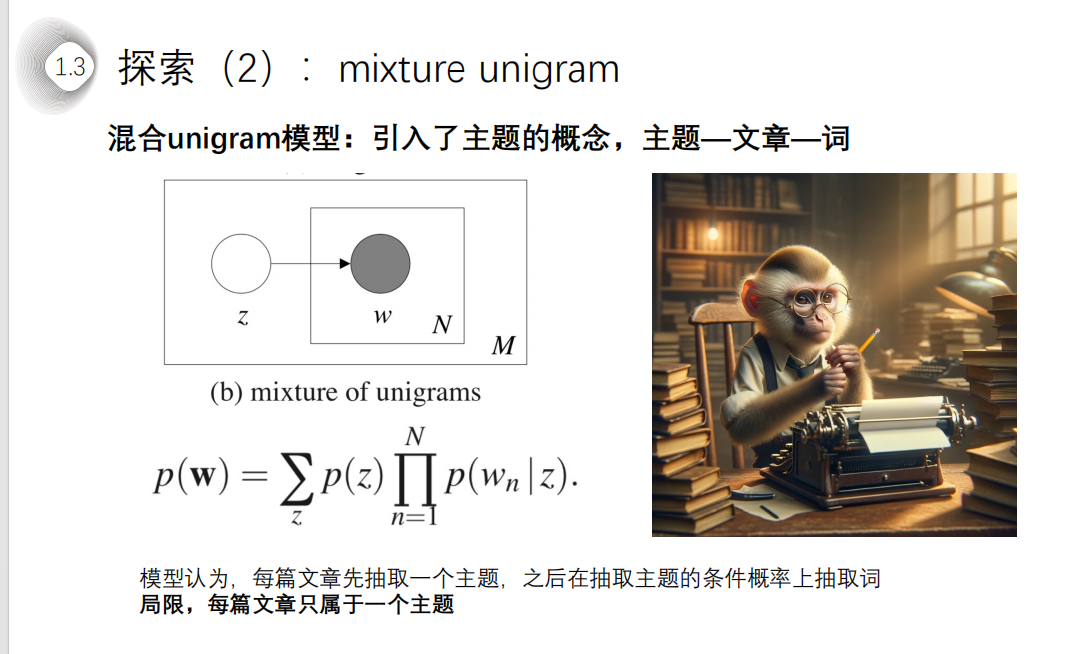 1.3
探索（2）：mixture unigram
混合unigram模型：引入了主题的概念，主题—文章—词
z
w
N
M
(b) mixture of unigrams
p(w) = ∑_z p(z) ∏_{n=1}^{N} p(w_n | z).
模型认为，每篇文章先抽取一个主题，之后在抽取主题的条件概率上抽取词
局限，每篇文章只属于一个主题